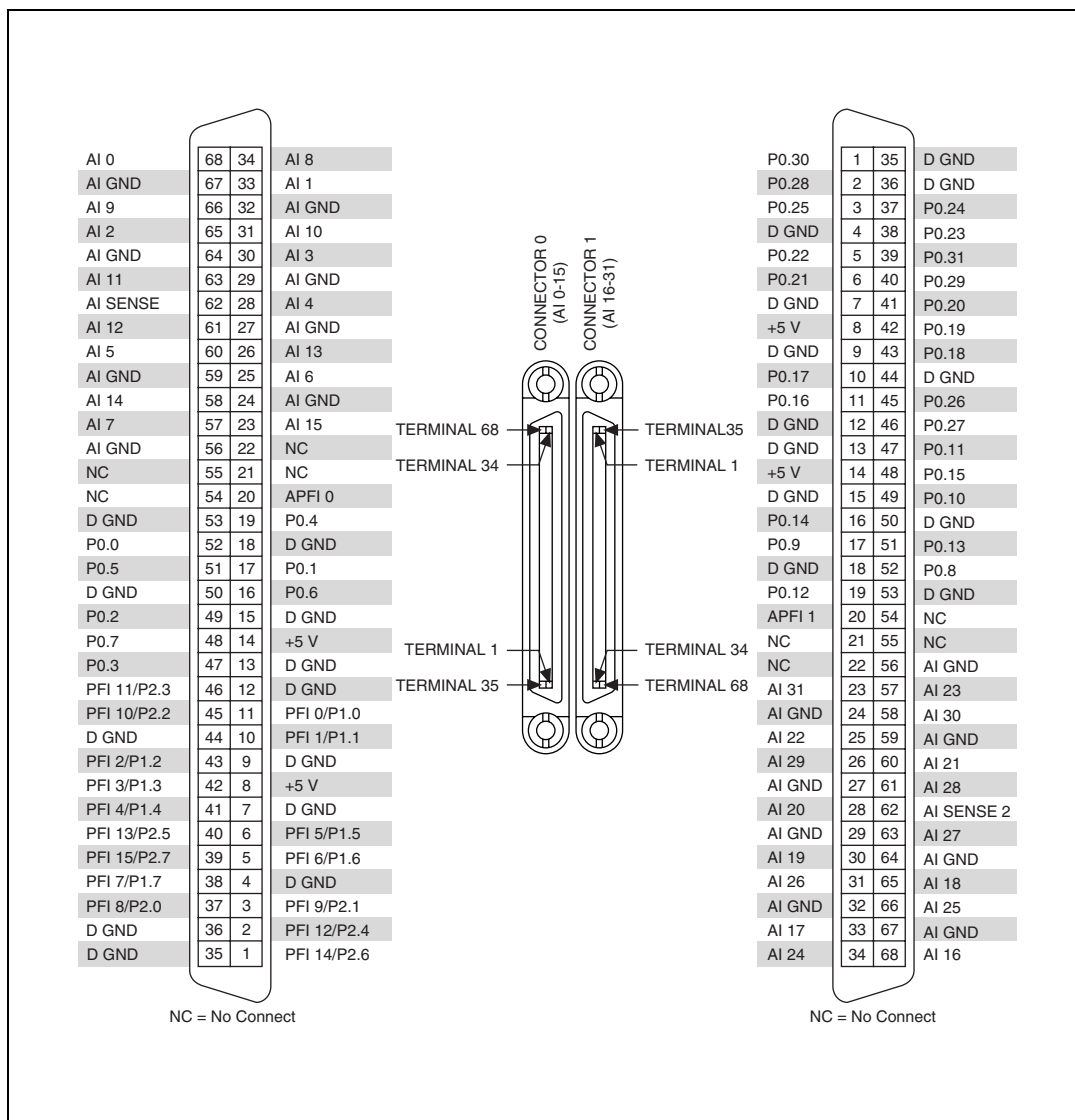 AI 0 68 34 AI 8
AI GND 67 33 AI 1
AI 9 66 32 AI GND
AI 2 65 31 AI 10
AI GND 64 30 AI 3
AI 11 63 29 AI GND
AI SENSE 62 28 AI 4
AI 12 61 27 AI GND
AI 5 60 26 AI 13
AI GND 59 25 AI 6
AI 14 58 24 AI GND
AI 7 57 23 AI 15
AI GND 56 22 NC
NC 55 21 NC
NC 54 20 APFI 0
D GND 53 19 P0.4
P0.0 52 18 D GND
P0.5 51 17 P0.1
D GND 50 16 P0.6
P0.2 49 15 D GND
P0.7 48 14 +5 V
P0.3 47 13 D GND
PFI 11/P2.3 46 12 D GND
PFI 10/P2.2 45 11 PFI 0/P1.0
D GND 44 10 PFI 1/P1.1
PFI 2/P1.2 43 9 D GND
PFI 3/P1.3 42 8 +5 V
PFI 4/P1.4 41 7 D GND
PFI 13/P2.5 40 6 PFI 5/P1.5
PFI 15/P2.7 39 5 PFI 6/P1.6
PFI 7/P1.7 38 4 D GND
PFI 8/P2.0 37 3 PFI 9/P2.1
D GND 36 2 PFI 12/P2.4
D GND 35 1 PFI 14/P2.6
NC = No Connect
CONNECTOR 0
(AI 0-15)
CONNECTOR 1
(AI 16-31)
TERMINAL 68
TERMINAL 34
TERMINAL35
TERMINAL 1
TERMINAL 1
TERMINAL 35
TERMINAL 34
TERMINAL 68
P0.30 1 35 D GND
P0.28 2 36 D GND
P0.25 3 37 P0.24
D GND 4 38 P0.23
P0.22 5 39 P0.31
P0.21 6 40 P0.29
D GND 7 41 P0.20
+5 V 8 42 P0.19
D GND 9 43 P0.18
P0.17 10 44 D GND
P0.16 11 45 P0.26
D GND 12 46 P0.27
D GND 13 47 P0.11
+5 V 14 48 P0.15
D GND 15 49 P0.10
P0.14 16 50 D GND
P0.9 17 51 P0.13
D GND 18 52 P0.8
P0.12 19 53 D GND
APFI 1 20 54 NC
NC 21 55 NC
NC 22 56 AI GND
AI 31 23 57 AI 23
AI GND 24 58 AI 30
AI 22 25 59 AI GND
AI 29 26 60 AI 21
AI GND 27 61 AI 28
AI 20 28 62 AI SENSE 2
AI GND 29 63 AI 27
AI 19 30 64 AI GND
AI 26 31 65 AI 18
AI GND 32 66 AI 25
AI 17 33 67 AI GND
AI 24 34 68 AI 16
NC = No Connect